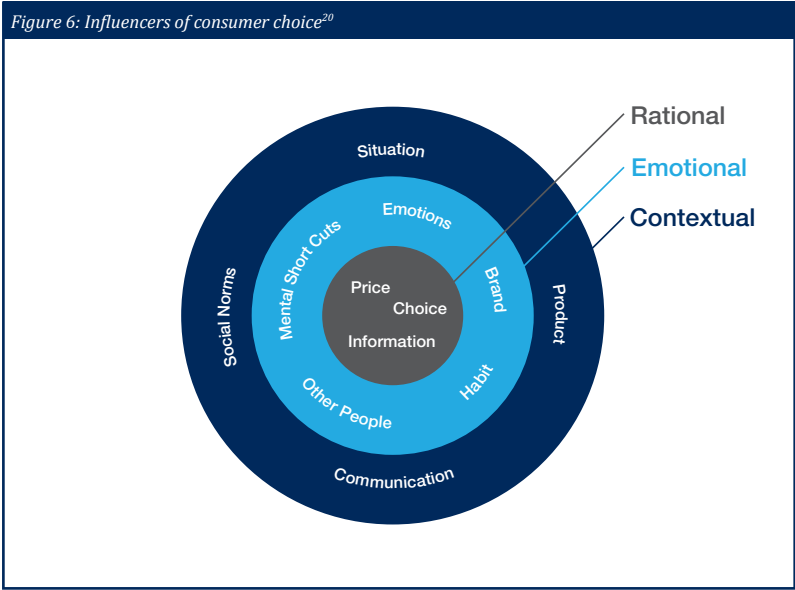 Figure 6: Influencers of consumer choice20
Rational
Emotional
Contextual
Situation
Emotions
Mental Short Cuts
Brand
Price
Choice
Information
Social Norms
Product
Habit
Other People
Communication